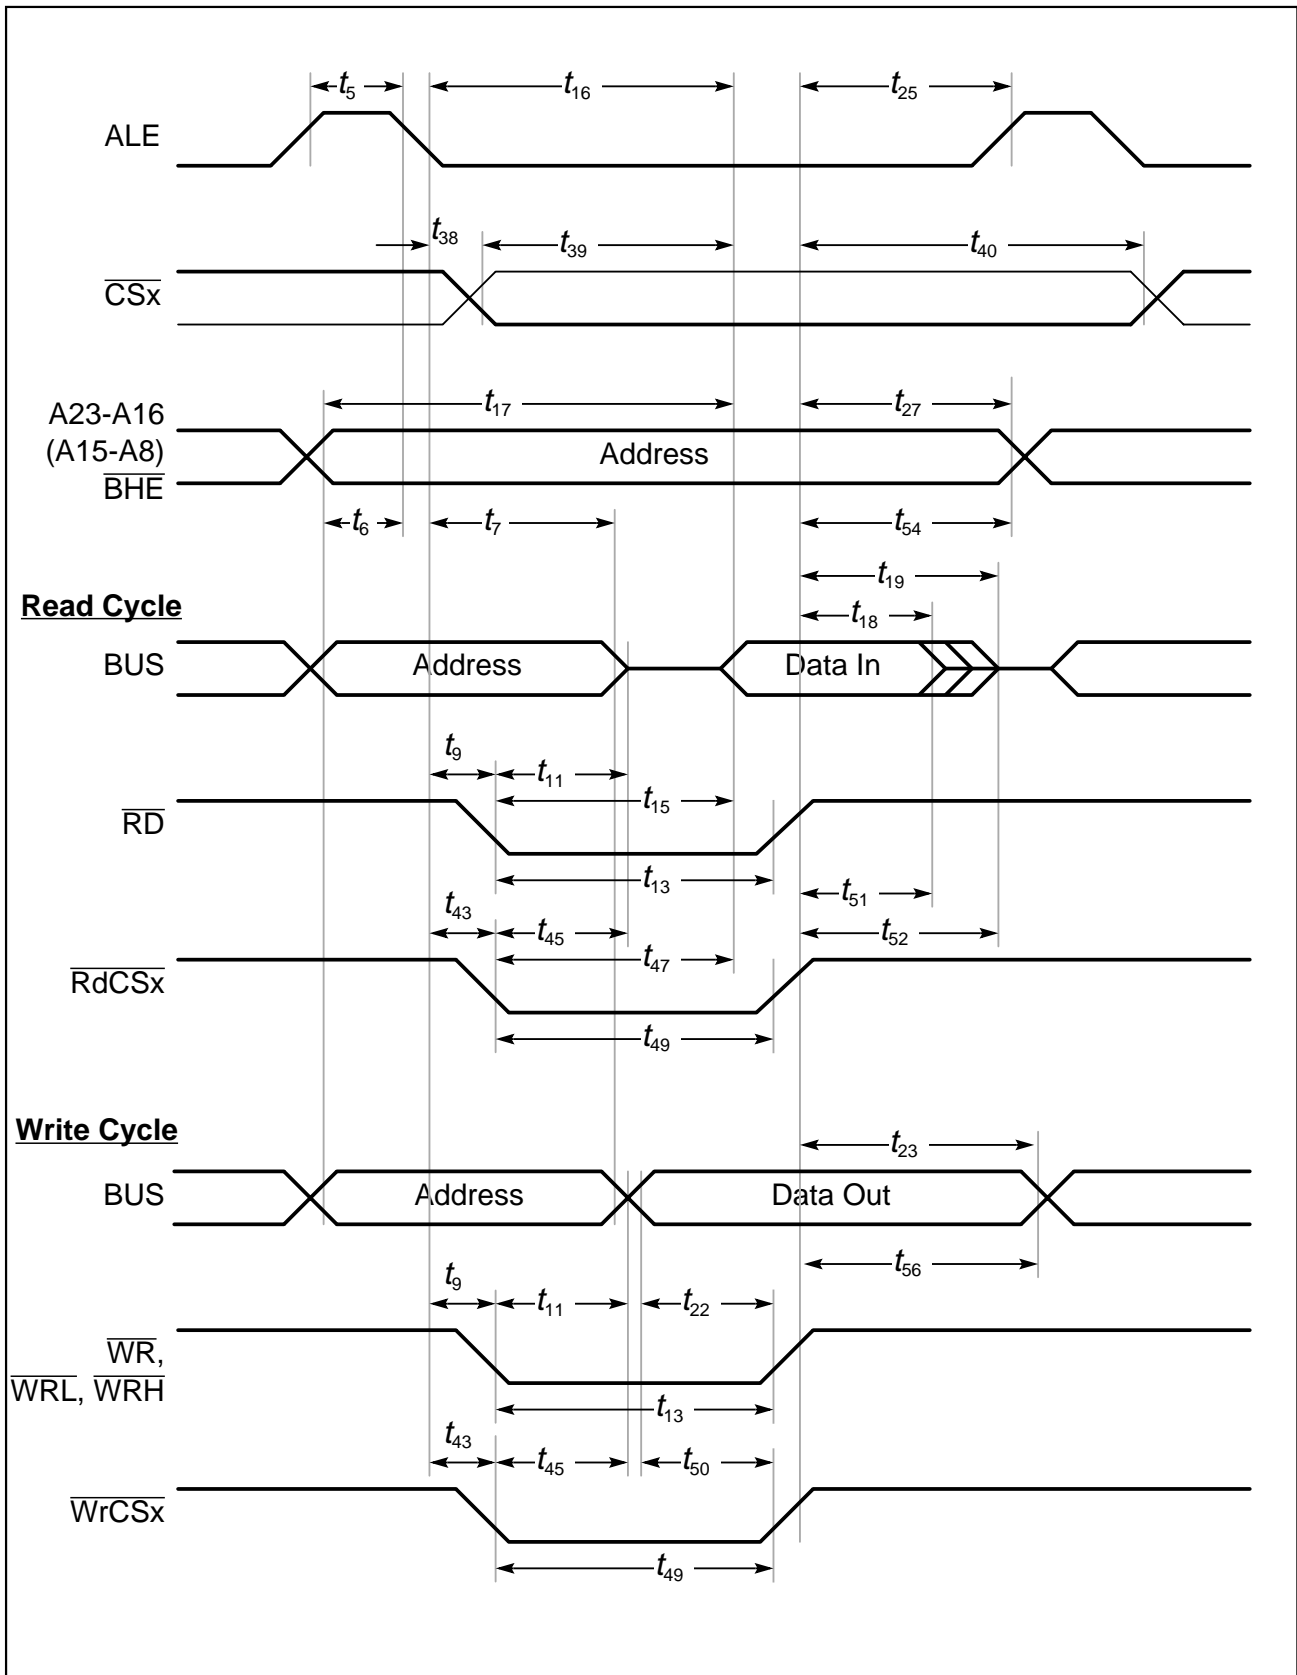 t5 t16 t25
ALE
t38 t39 t40
CSx
t17 t27
A23-A16
(A15-A8) Address
BHE
t6 t7 t54
t19
Read Cycle t18
BUS Address Data In
t9 t11
t15
RD
t13 t51
t43 t45 t52
t47
RdCSx
t49
Write Cycle
t23
BUS Address Data Out
t9 t56
t11 t22
WR,
WRL, WRH
t13
t43 t45 t50
WrCSx
t49